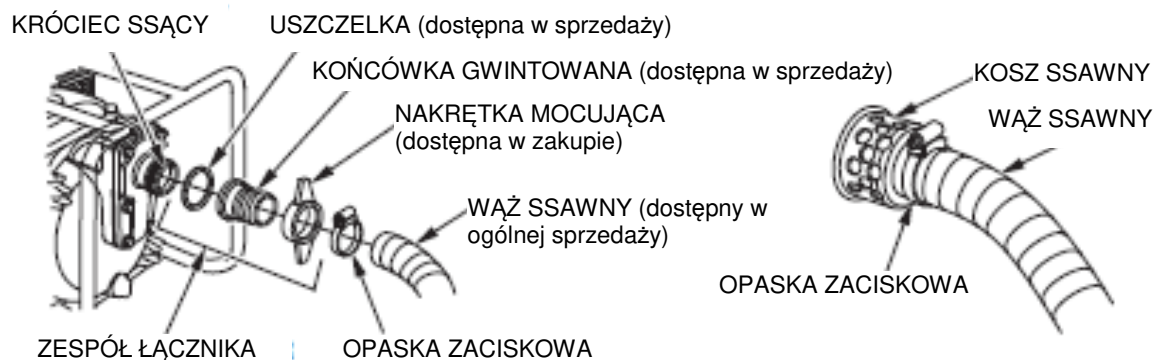 KRÓCIEC SSĄCY
USZCZELKA (dostępna w sprzedaży)
KOŃCÓWKA GWINTOWANA (dostępna w sprzedaży)
NAKRĘTKA MOCUJĄCA
(dostępna w zakupie)
WĄŻ SSAWNY (dostępny w
ogólnej sprzedaży)
ZESPÓŁ ŁĄCZNIKA
OPASKA ZACISKOWA
KOSZ SSAWNY
WĄŻ SSAWNY
OPASKA ZACISKOWA